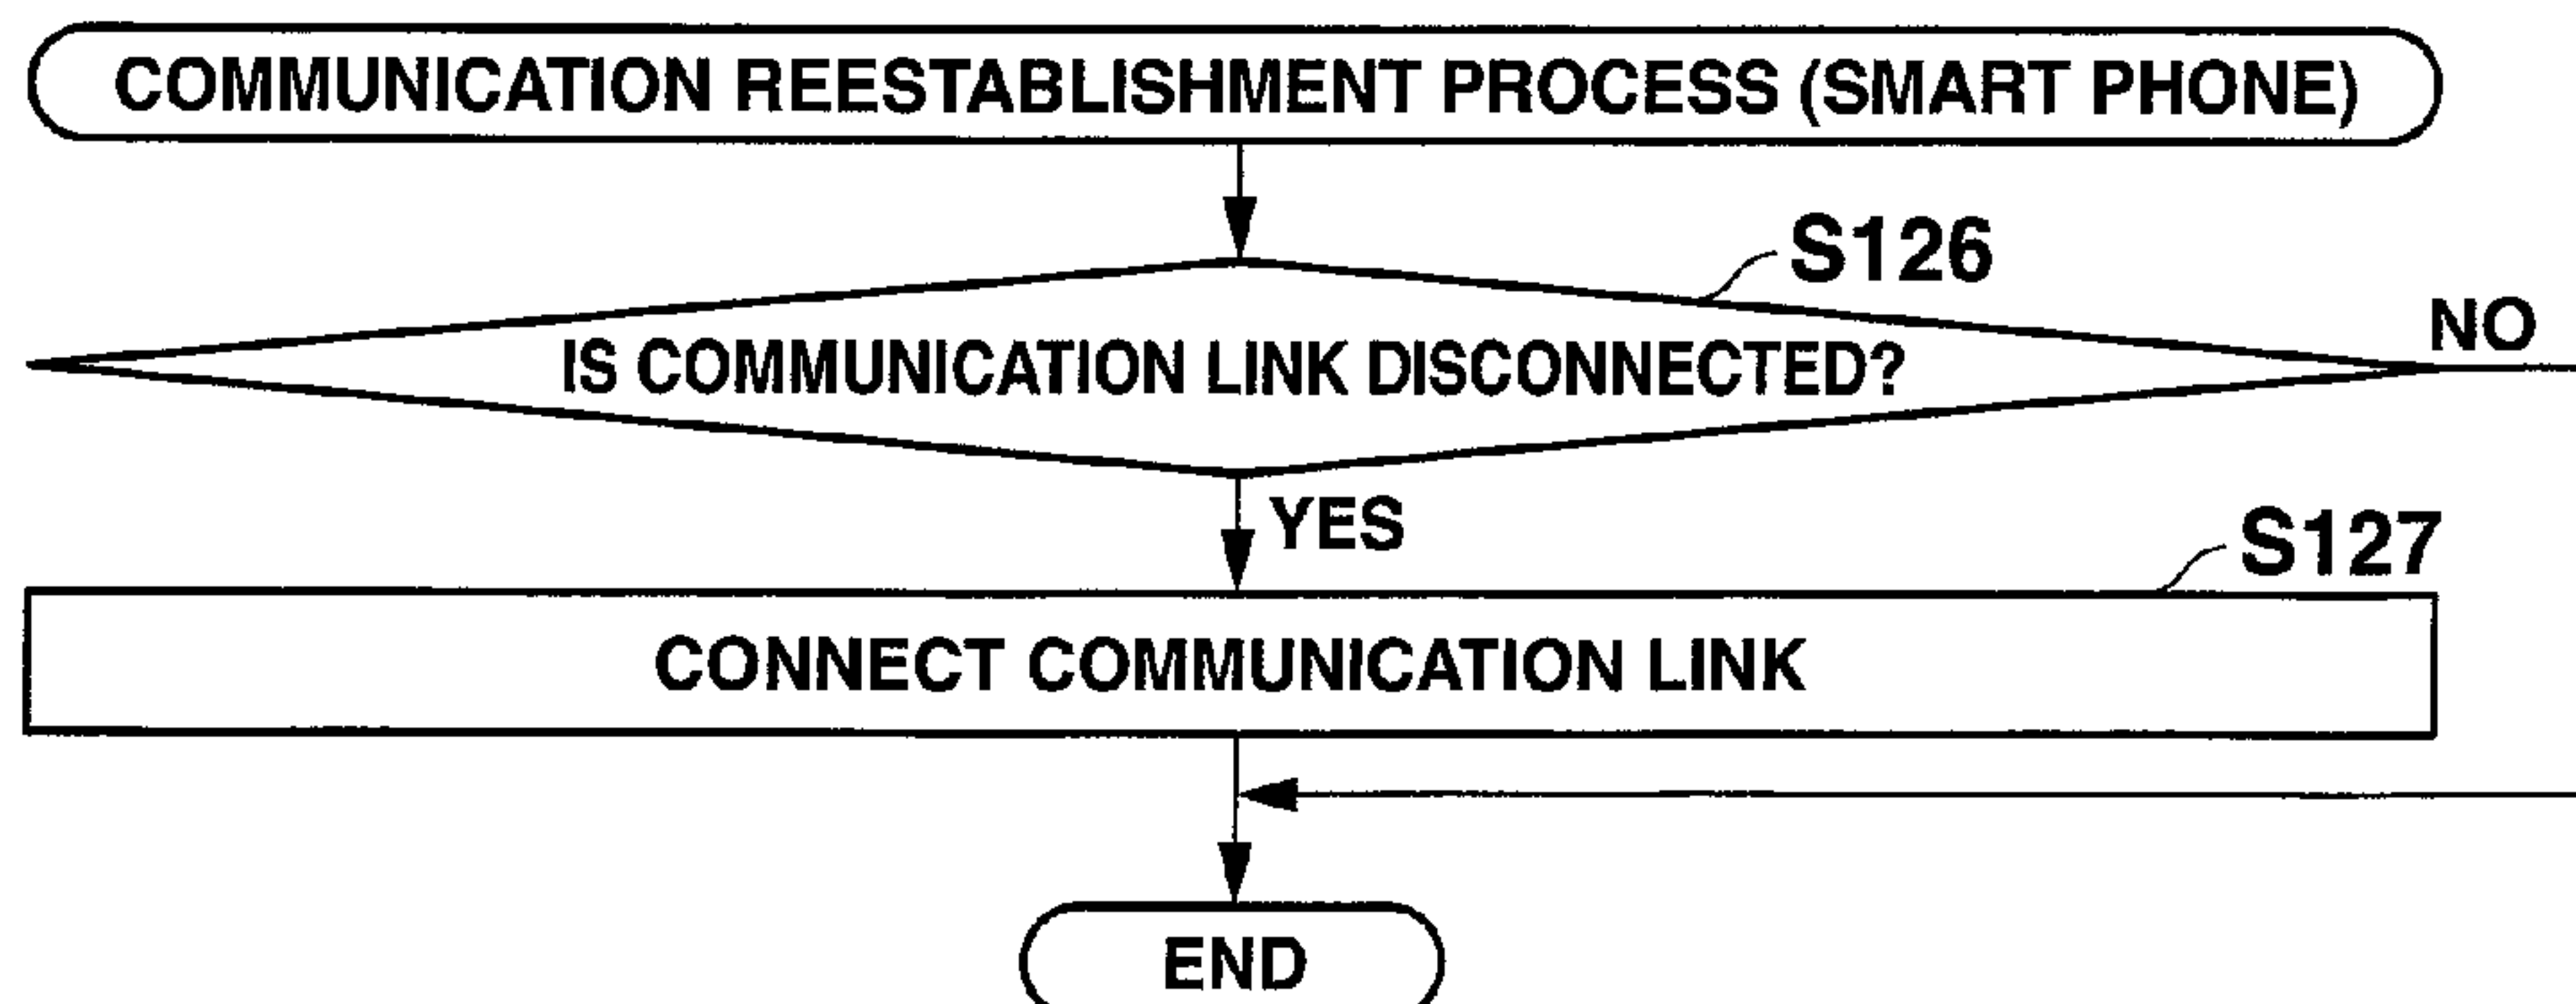 COMMUNICATION REESTABLISHMENT PROCESS (SMART PHONE)
S126
NO
IS COMMUNICATION LINK DISCONNECTED?
YES
S127
CONNECT COMMUNICATION LINK
END